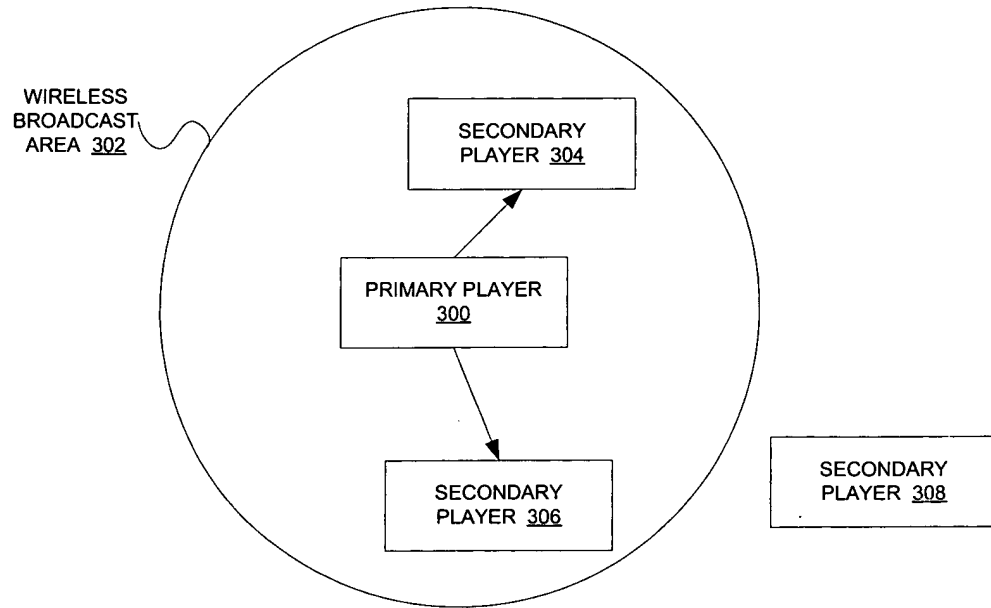 WIRELESS
BROADCAST
AREA 302
SECONDARY
PLAYER 304
PRIMARY PLAYER
300
SECONDARY
PLAYER 306
SECONDARY
PLAYER 308